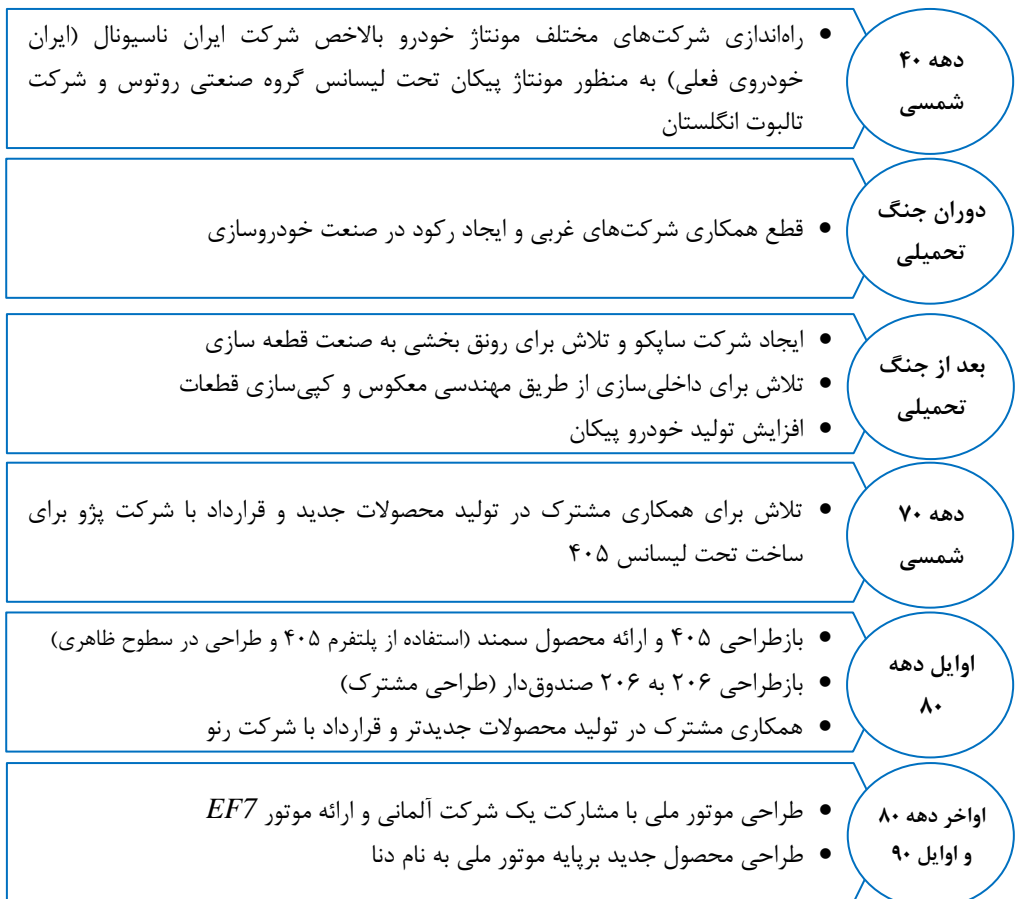 دهه ۴۰
شمسی
• راه‌اندازی شرکت‌های مختلف مونتاژ خودرو بالاخص شرکت ایران ناسیونال (ایران
خودروی فعلی) به منظور مونتاژ پیکان تحت لیسانس گروه صنعتی روتوس و شرکت
تالبوت انگلستان
دوران جنگ
تحمیلی
• قطع همکاری شرکت‌های غربی و ایجاد رکود در صنعت خودروسازی
بعد از جنگ
تحمیلی
• ایجاد شرکت ساپکو و تلاش برای رونق بخشی به صنعت قطعه سازی
• تلاش برای داخلی‌سازی از طریق مهندسی معکوس و کپی‌سازی قطعات
• افزایش تولید خودرو پیکان
دهه ۷۰
شمسی
• تلاش برای همکاری مشترک در تولید محصولات جدید و قرارداد با شرکت پژو برای
ساخت تحت لیسانس ۴۰۵
اوایل دهه
۸۰
• بازطراحی ۴۰۵ و ارائه محصول سمند (استفاده از پلتفرم ۴۰۵ و طراحی در سطوح ظاهری)
• بازطراحی ۲۰۶ به ۲۰۶ صندوق‌دار (طراحی مشترک)
• همکاری مشترک در تولید محصولات جدیدتر و قرارداد با شرکت رنو
اواخر دهه ۸۰
و اوایل ۹۰
• طراحی موتور ملی با مشارکت یک شرکت آلمانی و ارائه موتور EF7
• طراحی محصول جدید برپایه موتور ملی به نام دنا